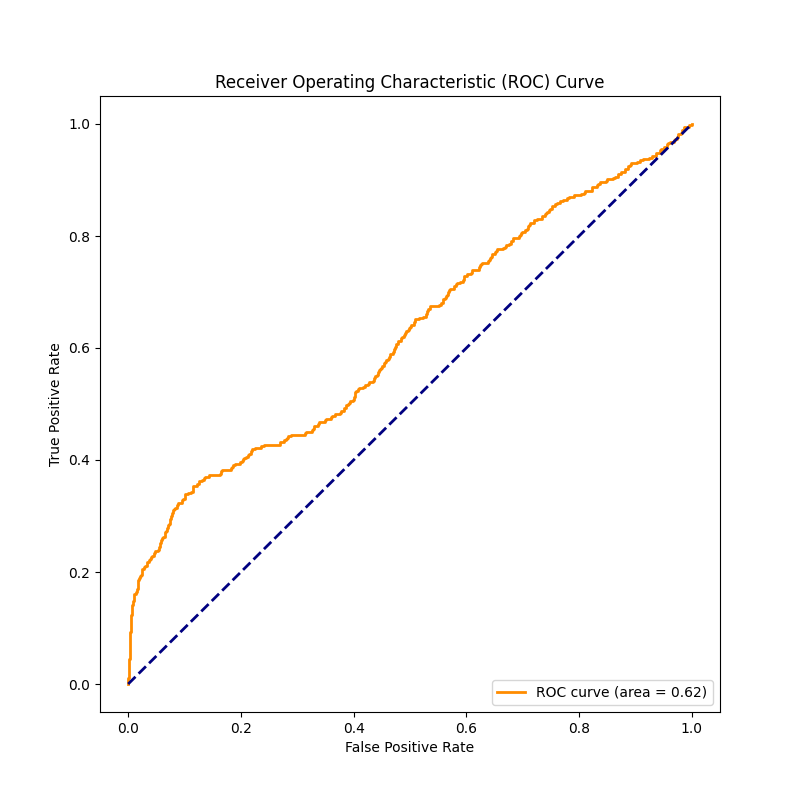 Receiver Operating Characteristic (ROC) Curve
True Positive Rate
1.0
0.8
0.6
0.4
0.2
0.0
ROC curve (area = 0.62)
0.0 0.2 0.4 0.6 0.8 1.0
False Positive Rate